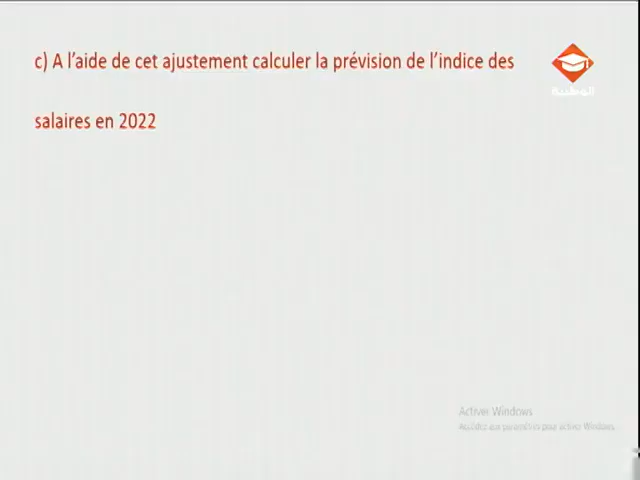 c) A l’aide de cet ajustement calculer la prévision de l’indice des
salaires en 2022
الوطنية
Activer Windows
Accédez aux paramètres pour activer Windows.